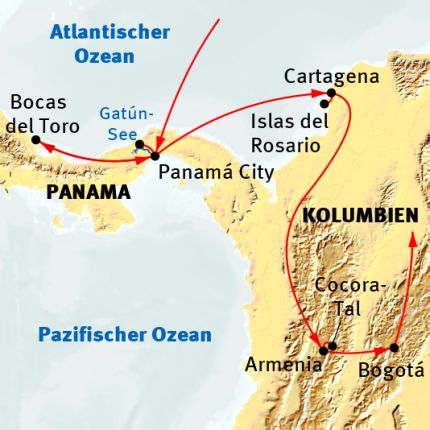 Atlantischer
Ozean
Cartagena
Bocas
del Toro
Gatún-
See
Islas del
Rosario
Panamá City
PANAMA
KOLUMBIEN
Cocora-
Tal
Pazifischer Ozean
Armenia
Bogotá